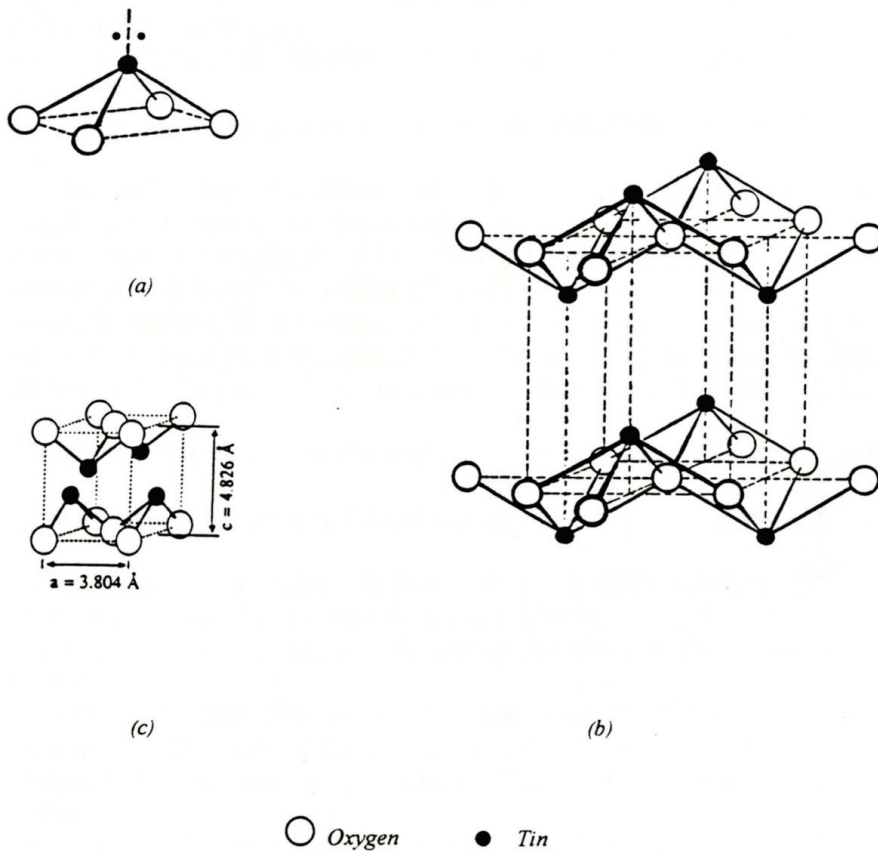 (a)
c = 4.826 Å
a = 3.804 Å
(c)
(b)
Oxygen
Tin